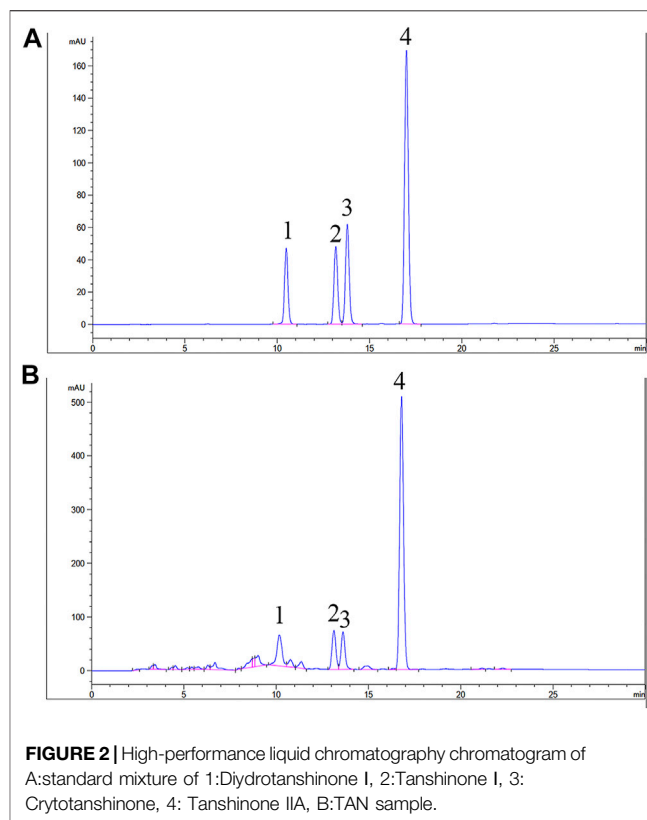 A
mAU
4
160
140
120
100
80
60
40
20
0
1
2
3
0 5 10 15 20 25 min
B
mAU
4
500
400
300
200
100
0
1
2
3
0 5 10 15 20 25 min
FIGURE 2 | High-performance liquid chromatography chromatogram of
A:standard mixture of 1:Diydrotanshinone I, 2:Tanshinone I, 3:
Crytotanshinone, 4: Tanshinone IIA, B:TAN sample.